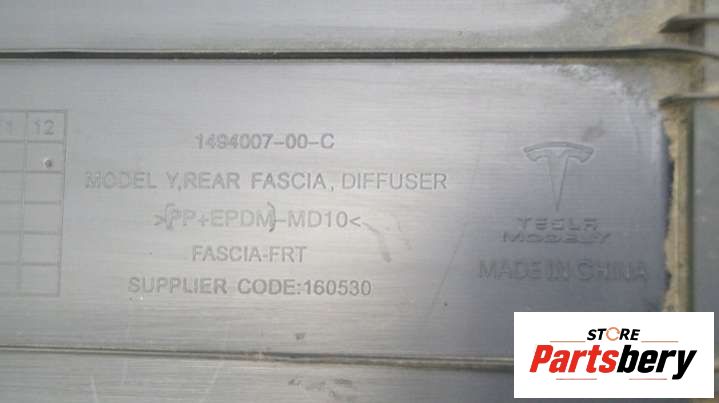 12
1494007-00-C
MODEL Y,REAR FASCIA, DIFFUSER
>(PP+EPDM)-MD10<
FASCIA-FRT
SUPPLIER CODE:160530
TESLA
MODEL Y
MADE IN CHINA
STORE
Partsbery